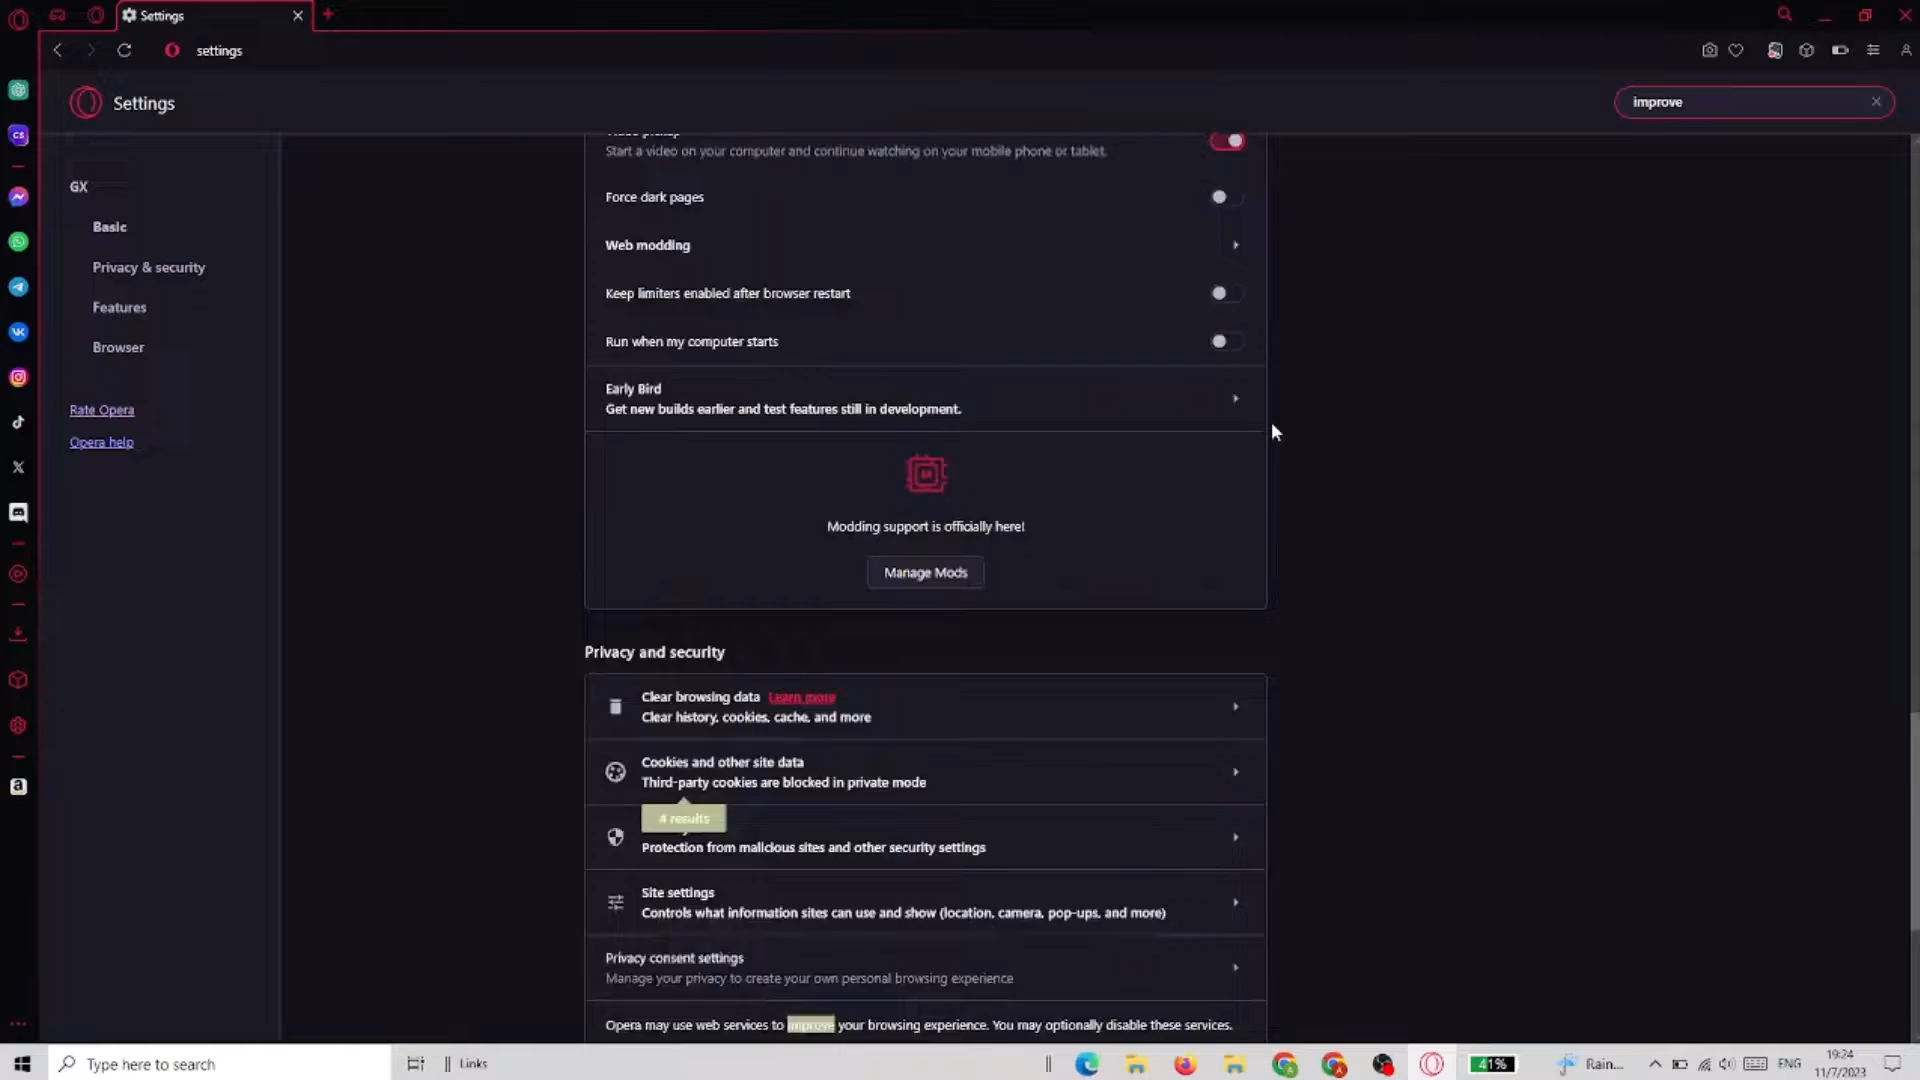 Settings
settings
Settings
improve
GX
Basic
Privacy & security
Features
Browser
Rate Opera
Opera help
Start a video on your computer and continue watching on your mobile phone or tablet.
Force dark pages
Web modding
Keep limiters enabled after browser restart
Run when my computer starts
Early Bird
Get new builds earlier and test features still in development.
Modding support is officially here!
Manage Mods
Privacy and security
Clear browsing data Learn more
Clear history, cookies, cache, and more
Cookies and other site data
Third-party cookies are blocked in private mode
4 results
Protection from malicious sites and other security settings
Site settings
Controls what information sites can use and show (location, camera, pop-ups, and more)
Privacy consent settings
Manage your privacy to create your own personal browsing experience
Opera may use web services to improve your browsing experience. You may optionally disable these services.
Type here to search
Links
41%
Rain...
ENG
19:24
11/7/2023